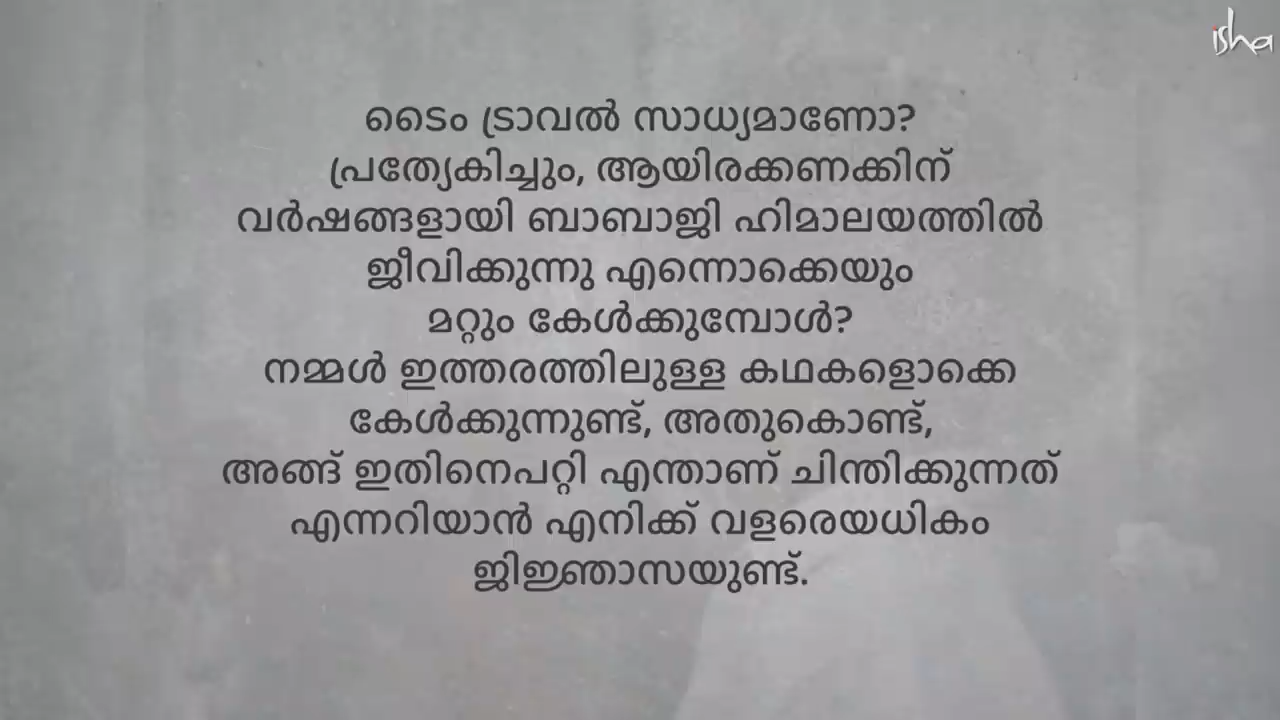 isha
ടൈം ട്രാവൽ സാധ്യമാണോ?
പ്രത്യേകിച്ചും, ആയിരക്കണക്കിന്
വർഷങ്ങളായി ബാബാജി ഹിമാലയത്തിൽ
ജീവിക്കുന്നു എന്നൊക്കെയും
മറ്റും കേൾക്കുമ്പോൾ?
നമ്മൾ ഇത്തരത്തിലുള്ള കഥകളൊക്കെ
കേൾക്കുന്നുണ്ട്, അതുകൊണ്ട്,
അങ്ങ് ഇതിനെപറ്റി എന്താണ് ചിന്തിക്കുന്നത്
എന്നറിയാൻ എനിക്ക് വളരെയധികം
ജിജ്ഞാസയുണ്ട്.